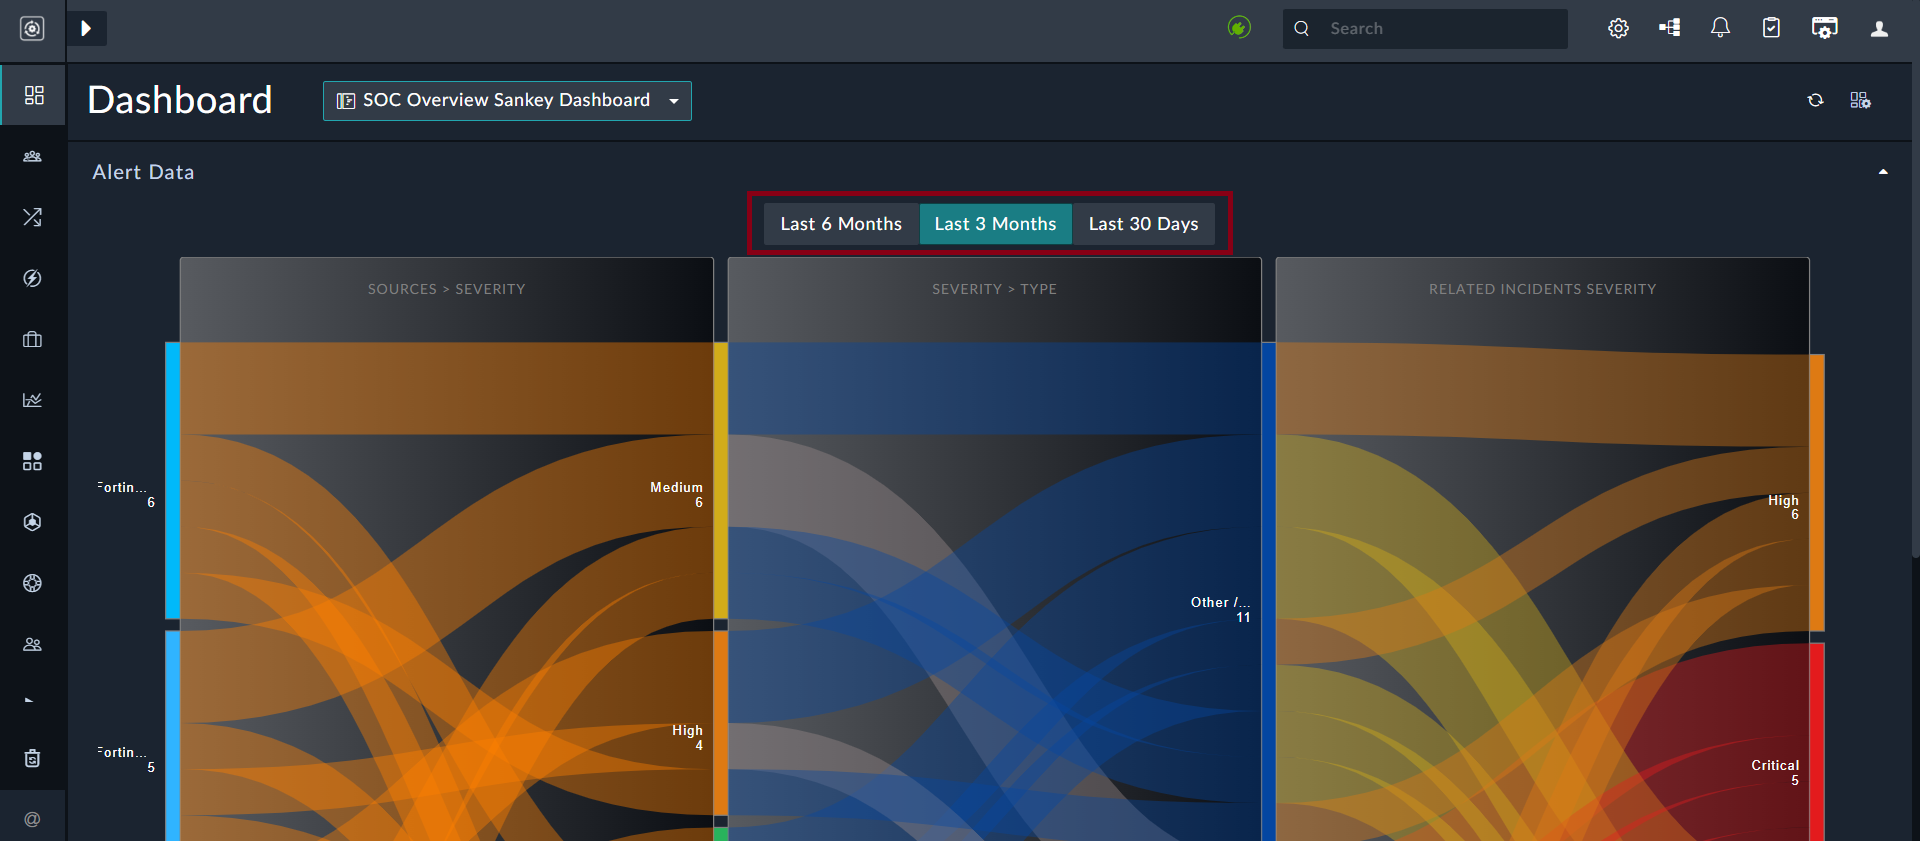 Search
Dashboard
SOC Overview Sankey Dashboard
Alert Data
Last 6 Months
Last 3 Months
Last 30 Days
SOURCES > SEVERITY
SEVERITY > TYPE
RELATED INCIDENTS SEVERITY
Fortin...
6
Medium
6
High
6
Other /...
11
High
4
Fortin...
5
Critical
5
@